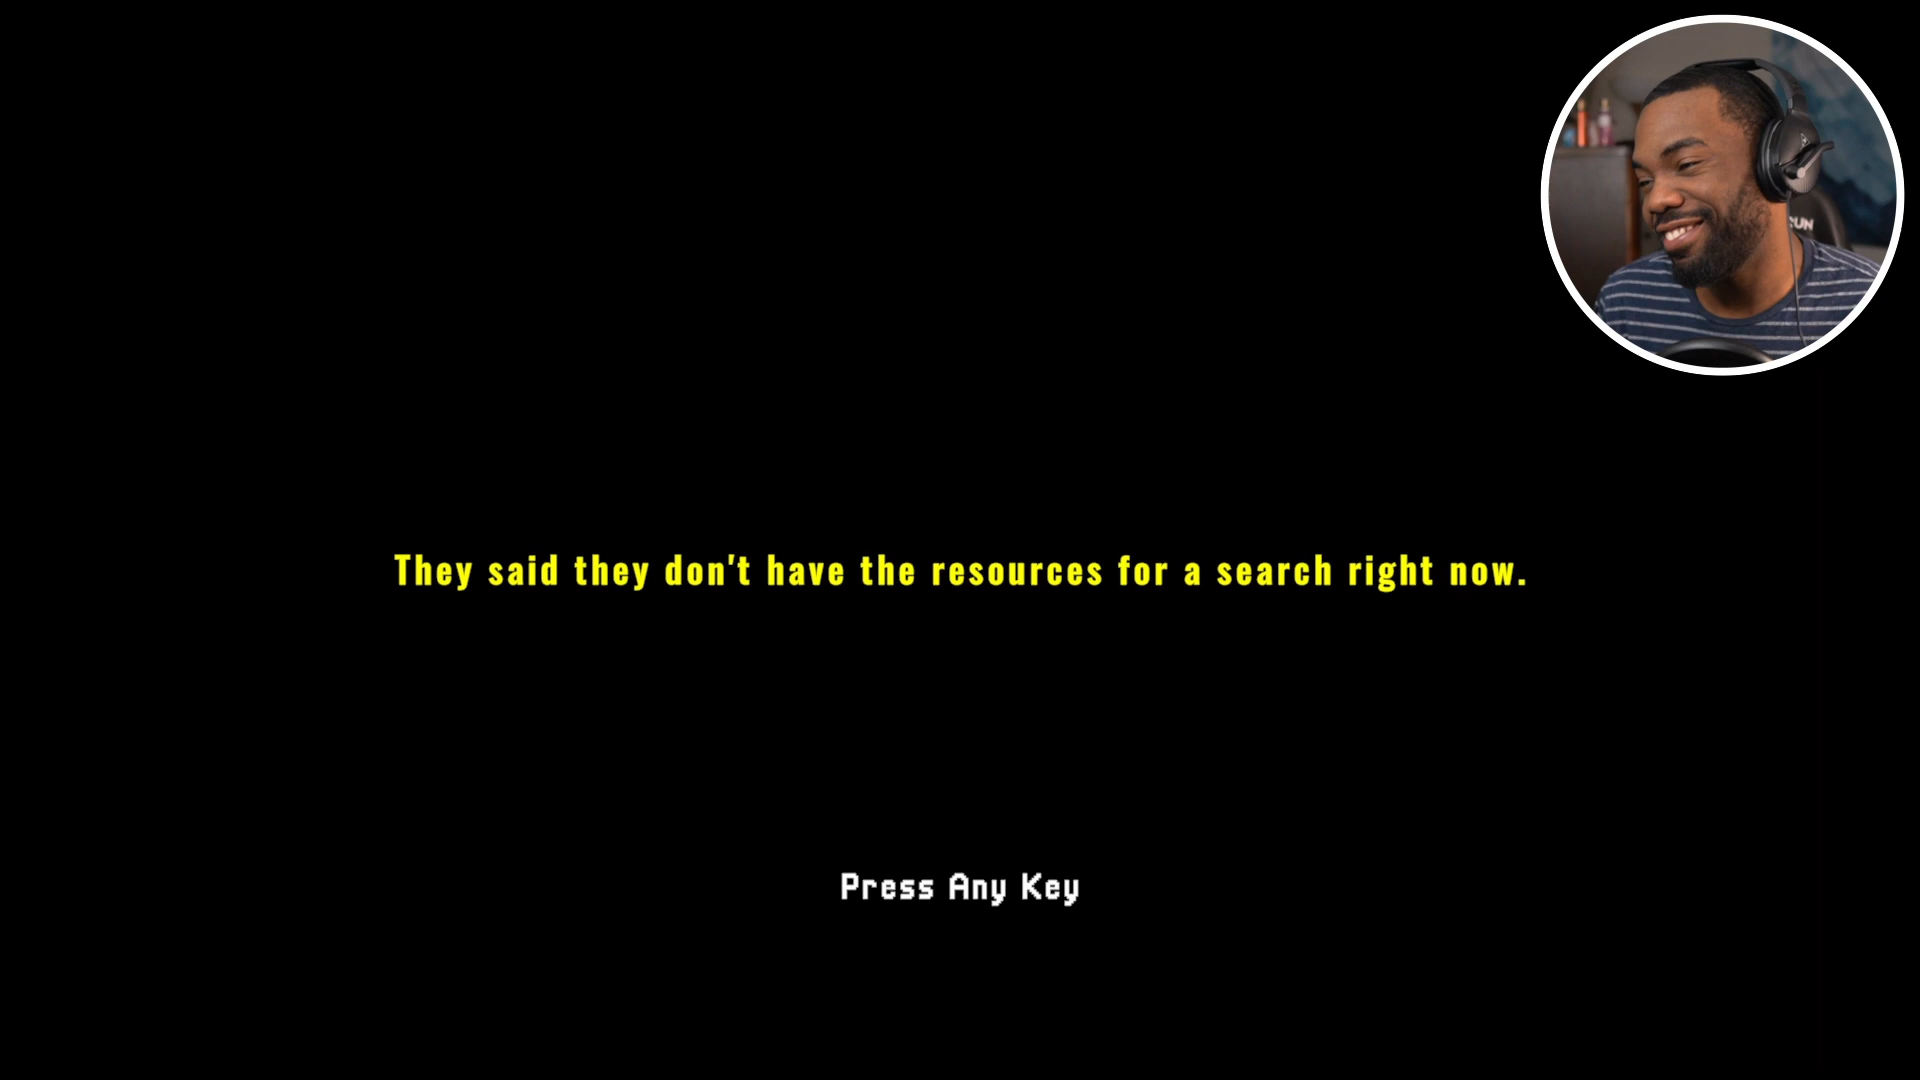 They said they don't have the resources for a search right now.
Press Any Key